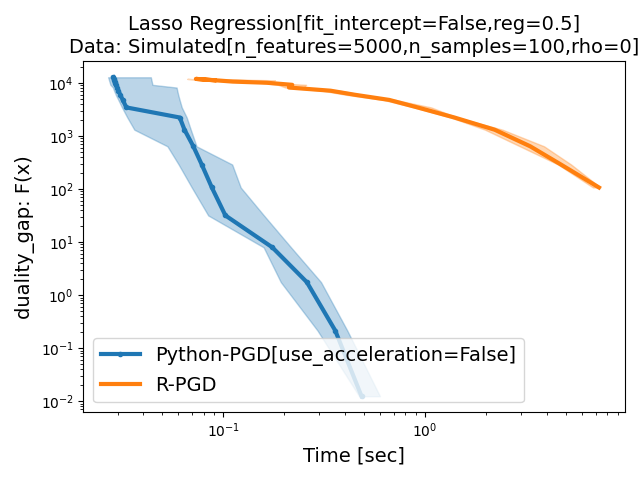 Lasso Regression[fit_intercept=False,reg=0.5]
Data: Simulated[n_features=5000,n_samples=100,rho=0]
duality_gap: F(x)
10⁴
10³
10²
10¹
10⁰
10⁻¹
10⁻²
Python-PGD[use_acceleration=False]
R-PGD
10⁻¹
10⁰
Time [sec]